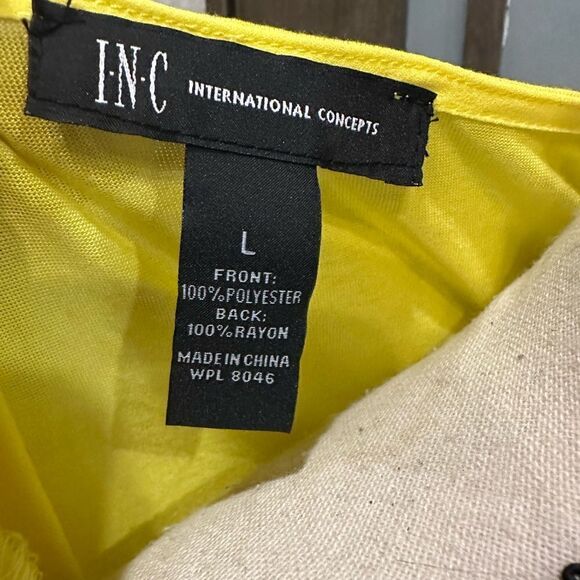 I·N·C INTERNATIONAL CONCEPTS
L
FRONT:
100%POLYESTER
BACK:
100%RAYON
MADE IN CHINA
WPL 8046